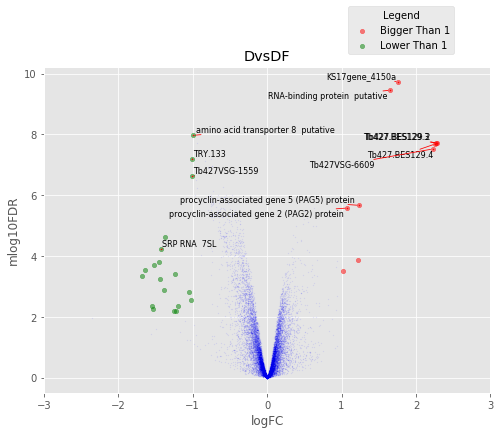 Legend
Bigger Than 1
Lower Than 1
DvsDF
10
KS17gene_4150a
RNA-binding protein putative
8
amino acid transporter 8 putative
Tb427.BES129.4
TRY.133
Tb427VSG-6609
Tb427VSG-1559
6
procyclin-associated gene 5 (PAG5) protein
procyclin-associated gene 2 (PAG2) protein
SRP RNA 7SL
4
2
0
mlog10FDR
−3
−2
−1
0
1
2
3
logFC